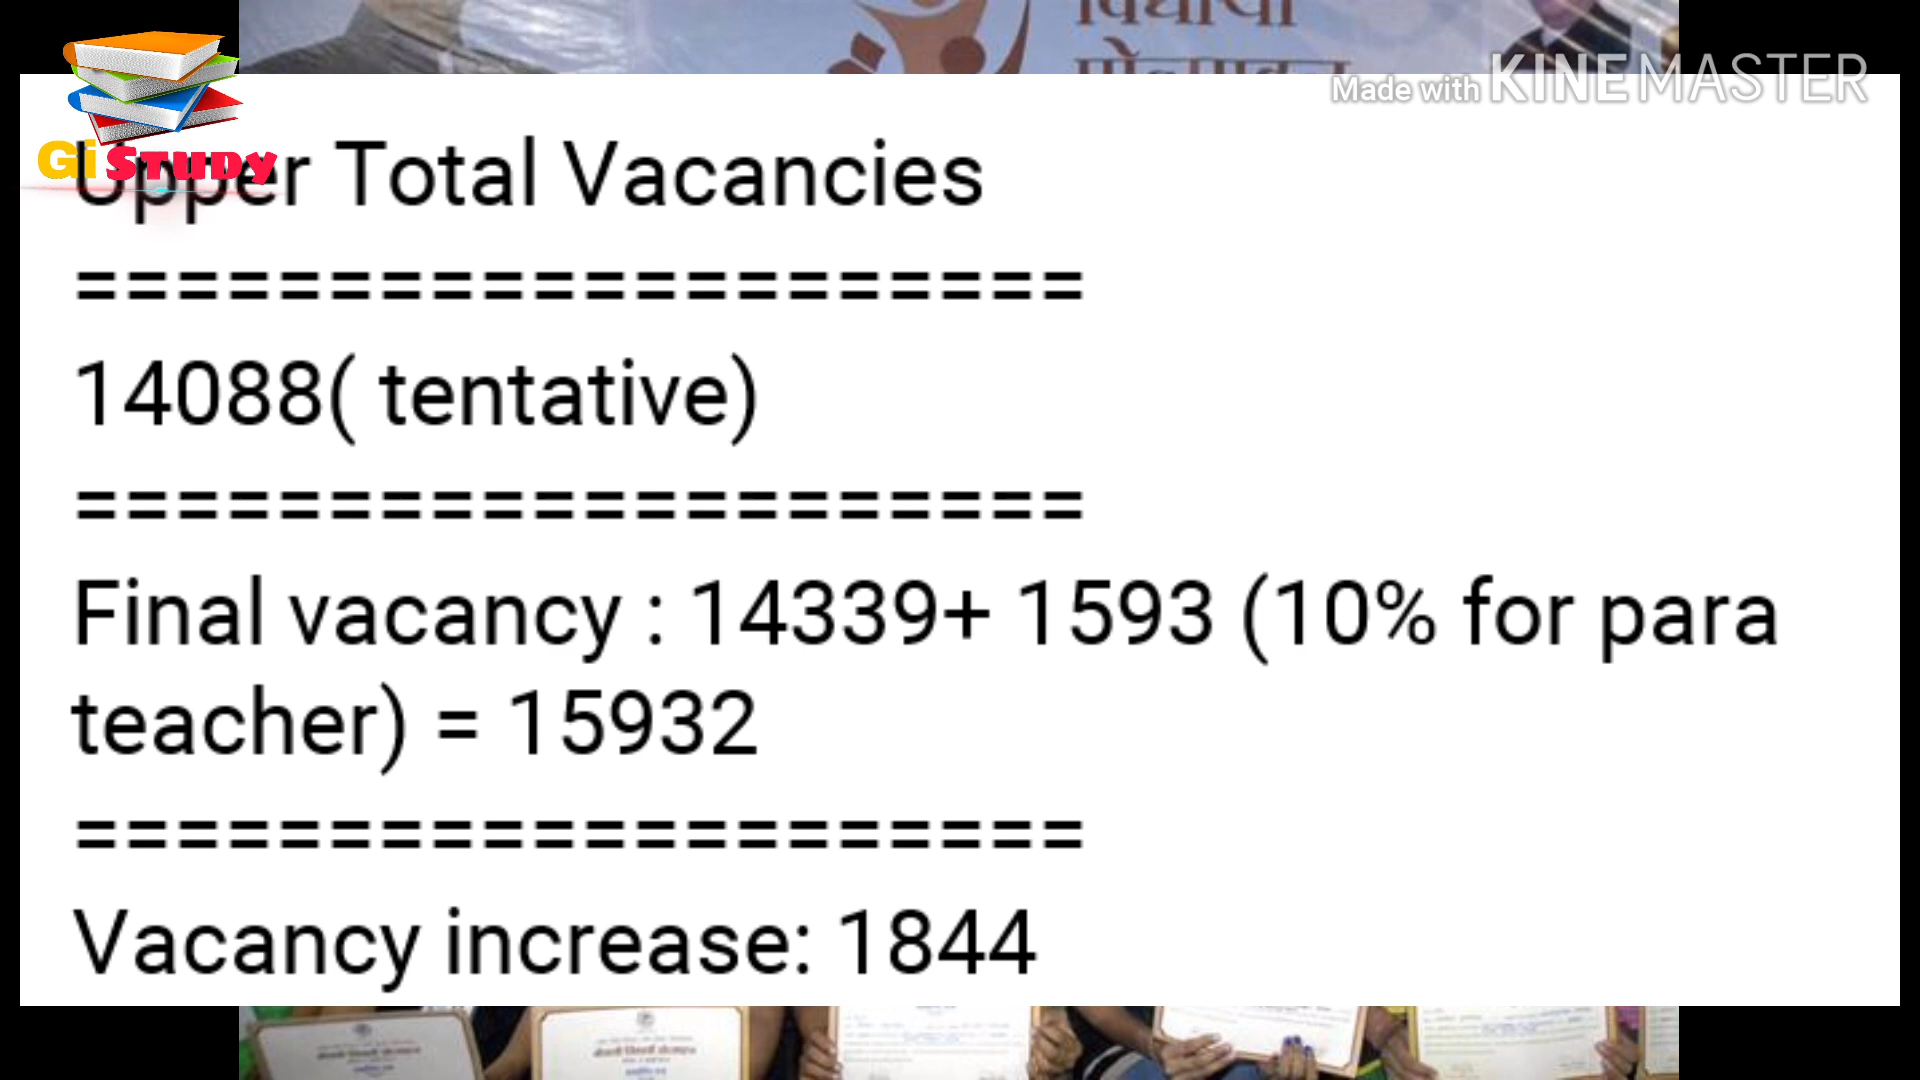 विद्यार्थी
Made with KINEMASTER
Gi STUDY
Upper Total Vacancies
====================
14088( tentative)
====================
Final vacancy : 14339+ 1593 (10% for para
teacher) = 15932
====================
Vacancy increase: 1844